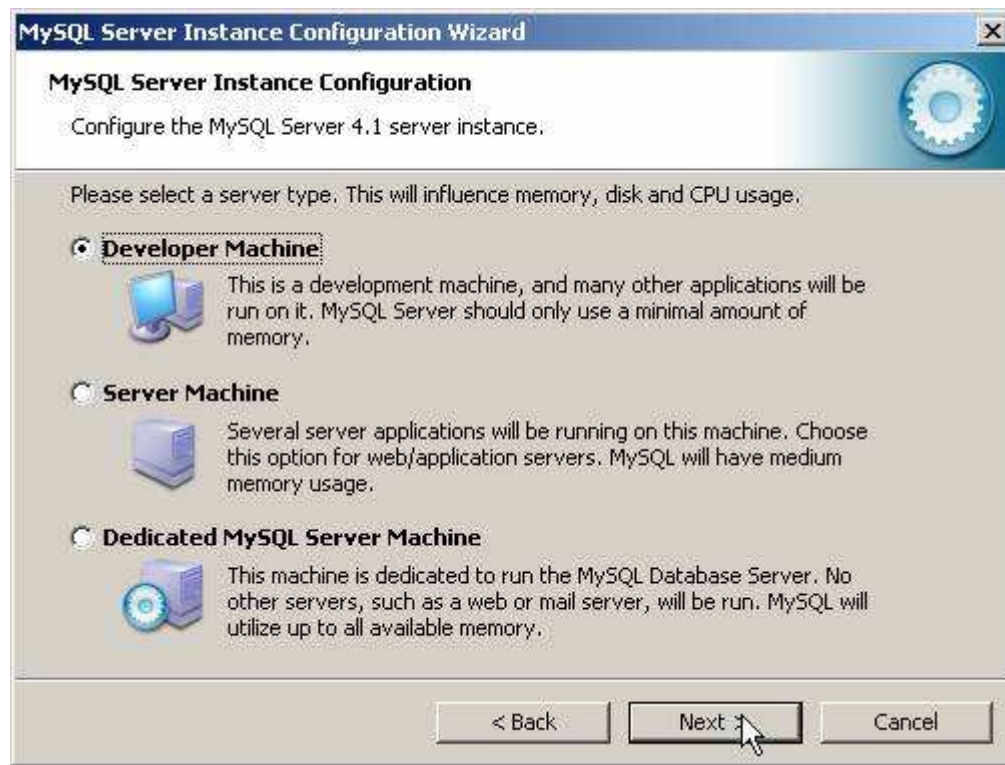 MySQL Server Instance Configuration Wizard
MySQL Server Instance Configuration
Configure the MySQL Server 4.1 server instance.
Please select a server type. This will influence memory, disk and CPU usage.
Developer Machine
This is a development machine, and many other applications will be
run on it. MySQL Server should only use a minimal amount of
memory.
Server Machine
Several server applications will be running on this machine. Choose
this option for web/application servers. MySQL will have medium
memory usage.
Dedicated MySQL Server Machine
This machine is dedicated to run the MySQL Database Server. No
other servers, such as a web or mail server, will be run. MySQL will
utilize up to all available memory.
< Back
Next >
Cancel